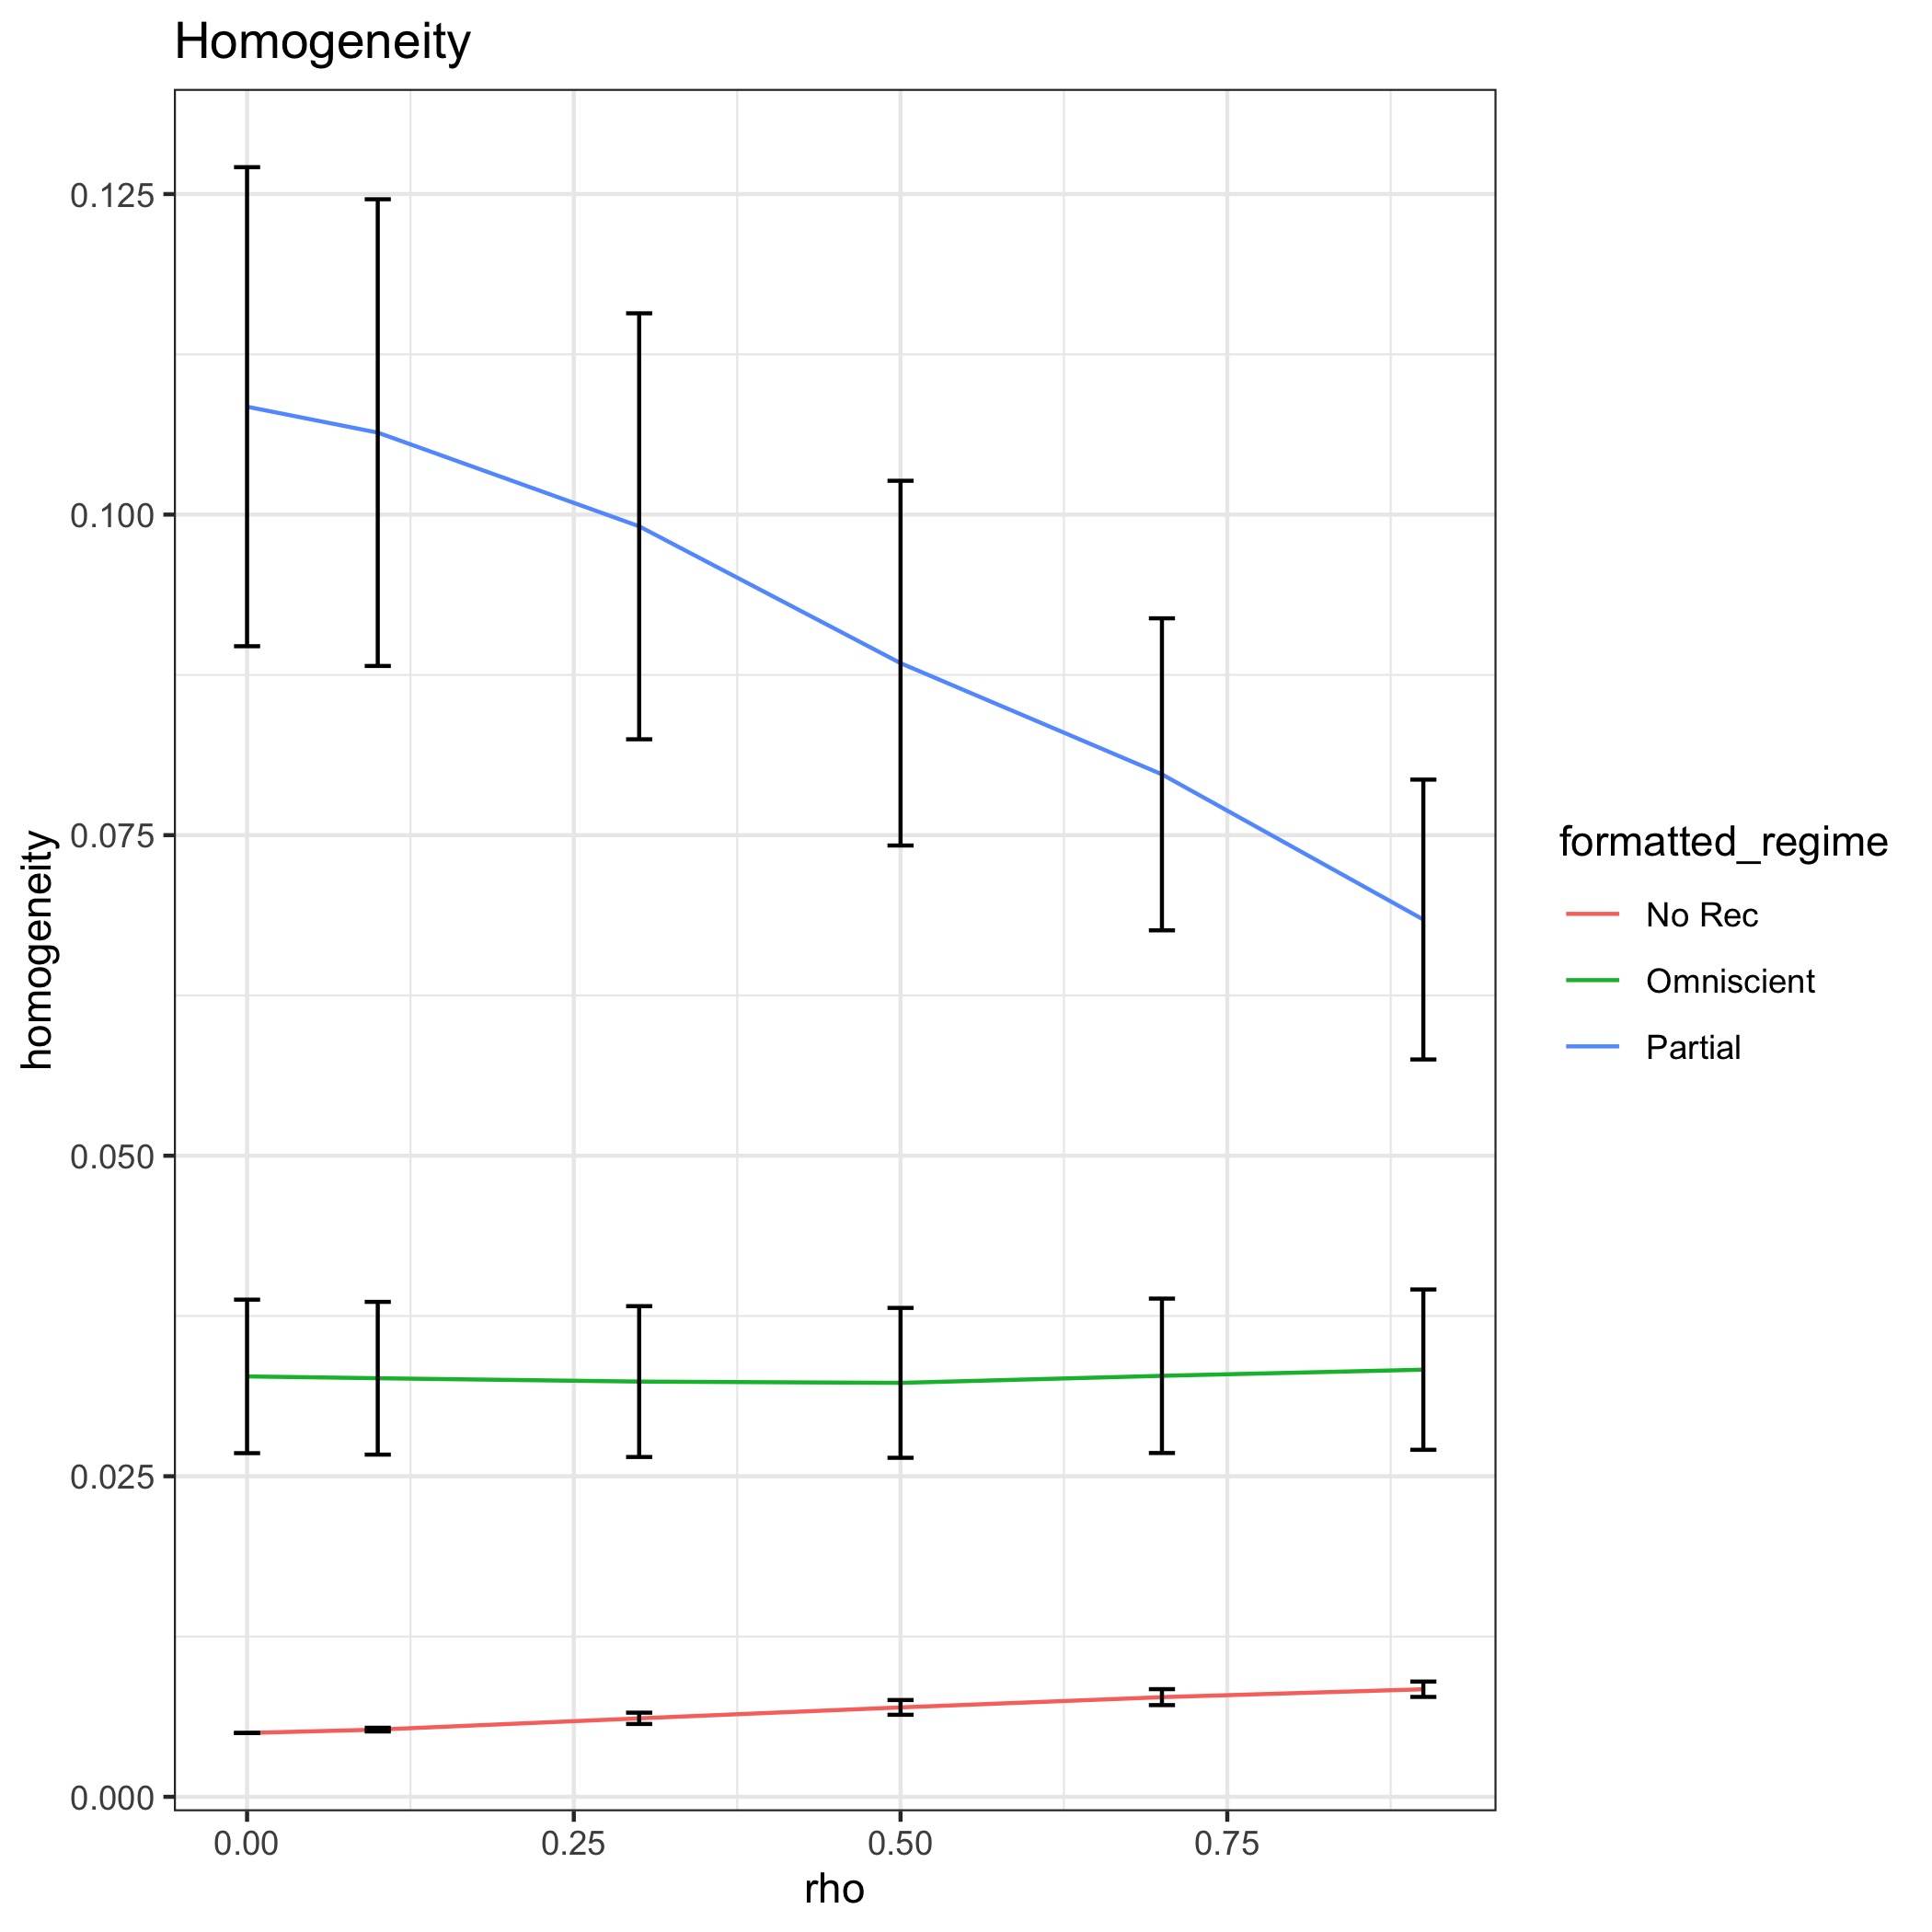 Homogeneity
homogeneity
0.125
0.100
0.075
0.050
0.025
0.000
0.00 0.25 0.50 0.75
rho
formatted_regime
No Rec
Omniscient
Partial